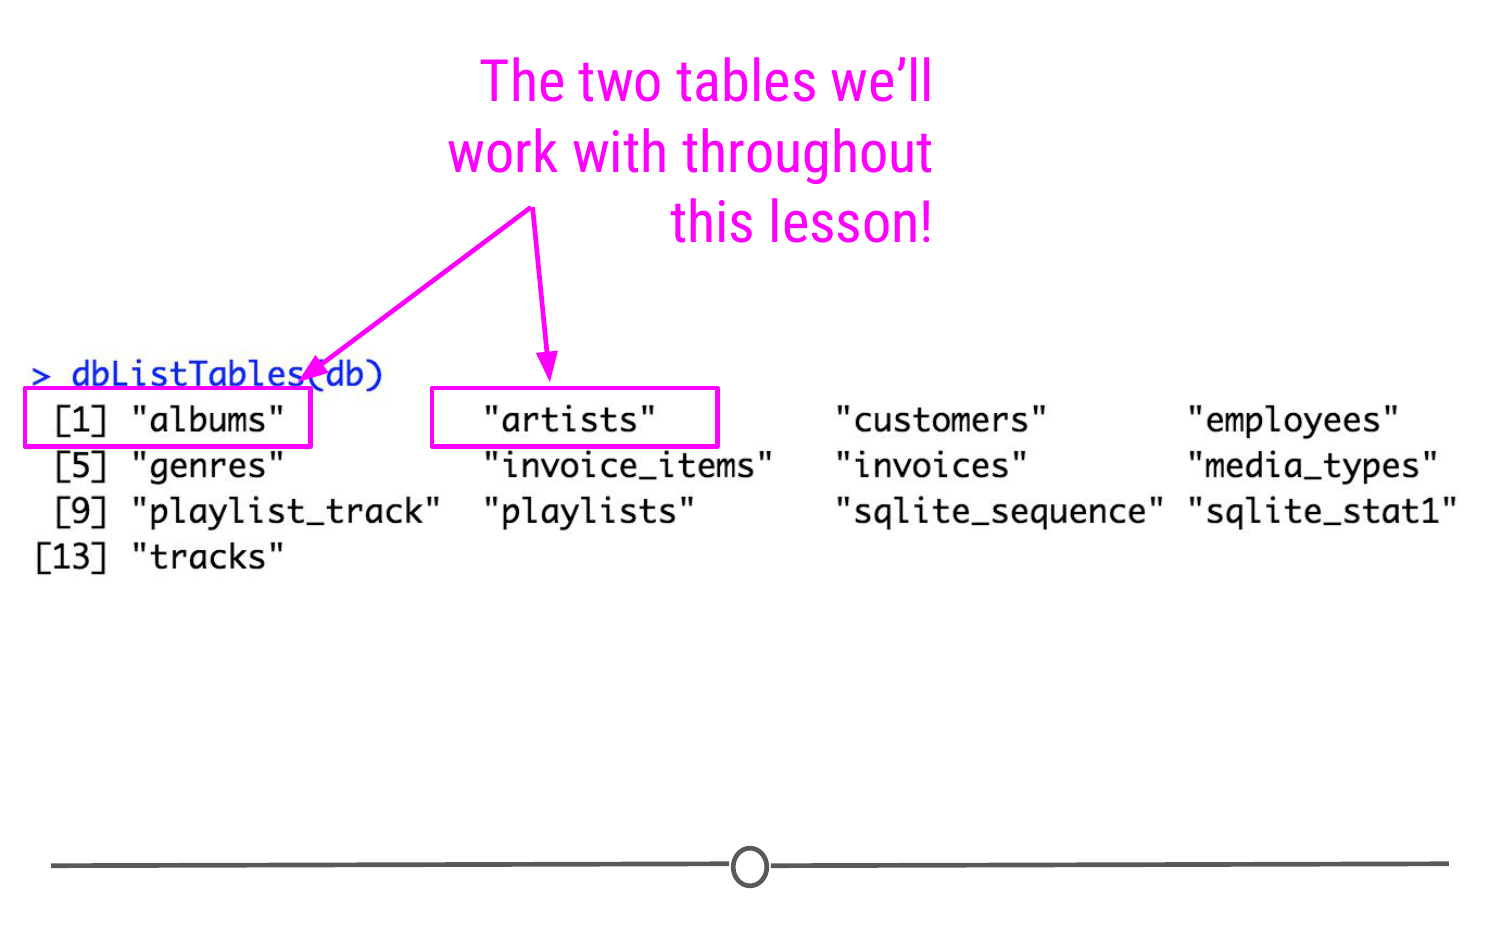 The two tables we’ll
work with throughout
this lesson!
> dbListTables(db)
[1] "albums" "artists" "customers" "employees"
[5] "genres" "invoice_items" "invoices" "media_types"
[9] "playlist_track" "playlists" "sqlite_sequence" "sqlite_stat1"
[13] "tracks"